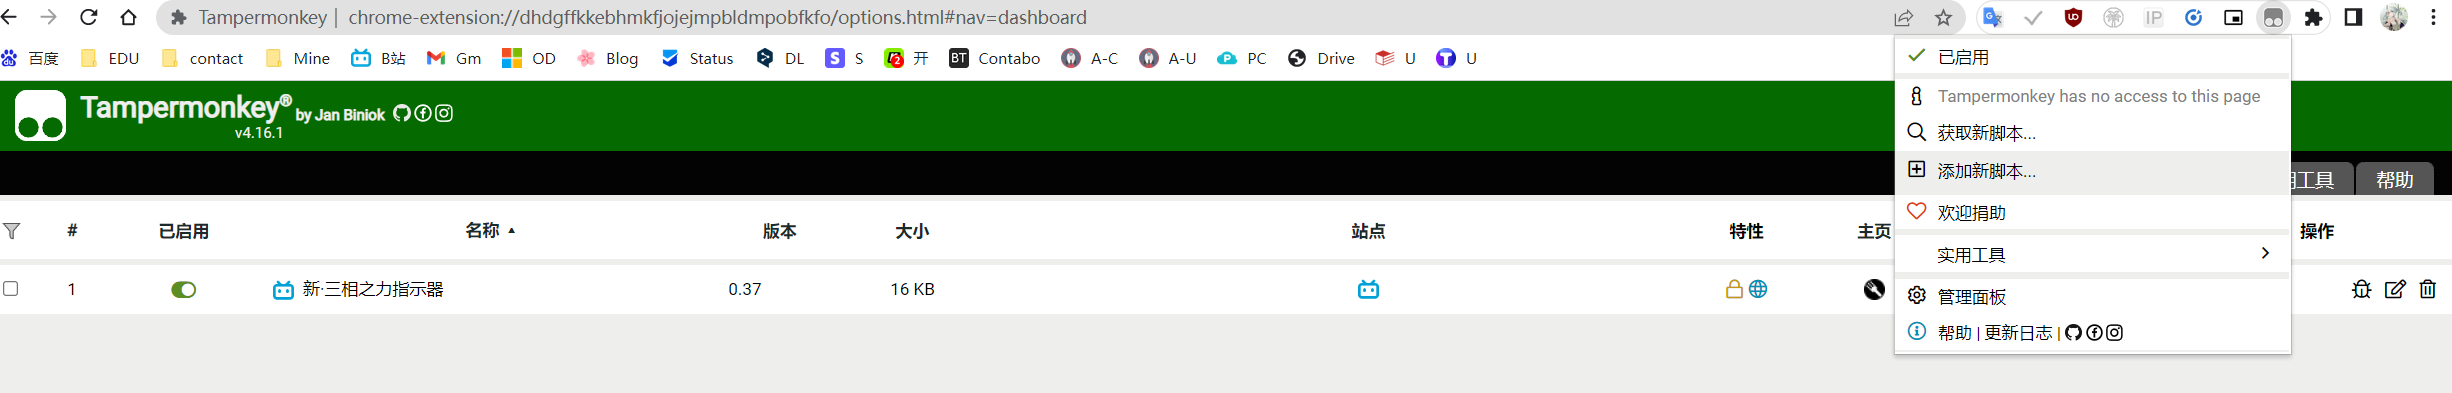 Tampermonkey | chrome-extension://dhdgffkkebhmkfjojejmpbldmpobfkfo/options.html#nav=dashboard
百度 EDU contact Mine B站 Gm OD Blog Status DL S 开 Contabo A-C A-U PC Drive U U
Tampermonkey® by Jan Biniok
v4.16.1
工具 帮助
# 已启用 名称 ▲ 版本 大小 站点 特性 主页 操作
1 新·三相之力指示器 0.37 16 KB
已启用
Tampermonkey has no access to this page
获取新脚本...
添加新脚本...
欢迎捐助
实用工具
管理面板
帮助 | 更新日志 |